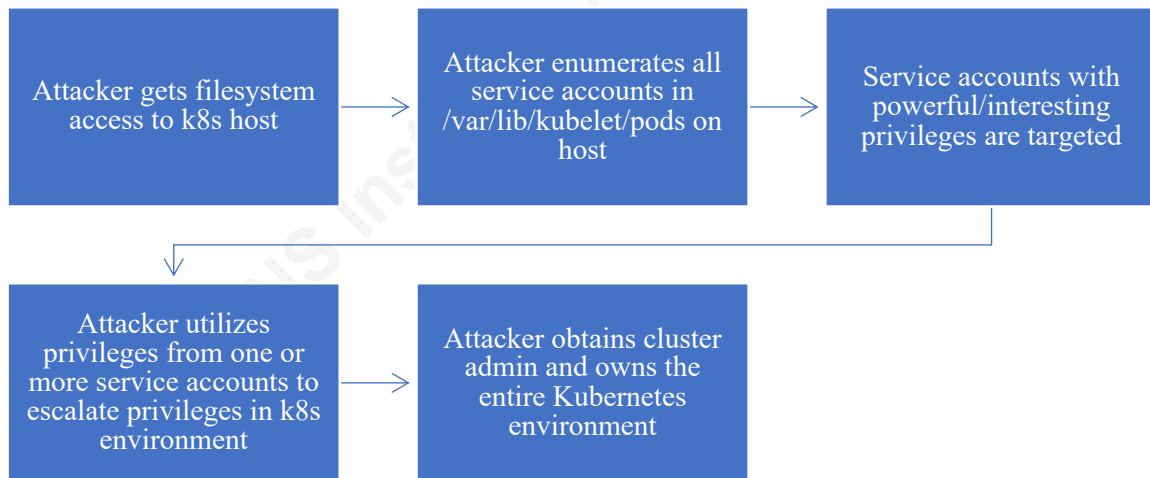 Attacker gets filesystem
access to k8s host
Attacker enumerates all
service accounts in
/var/lib/kubelet/pods on
host
Service accounts with
powerful/interesting
privileges are targeted
Attacker utilizes
privileges from one or
more service accounts to
escalate privileges in k8s
environment
Attacker obtains cluster
admin and owns the
entire Kubernetes
environment